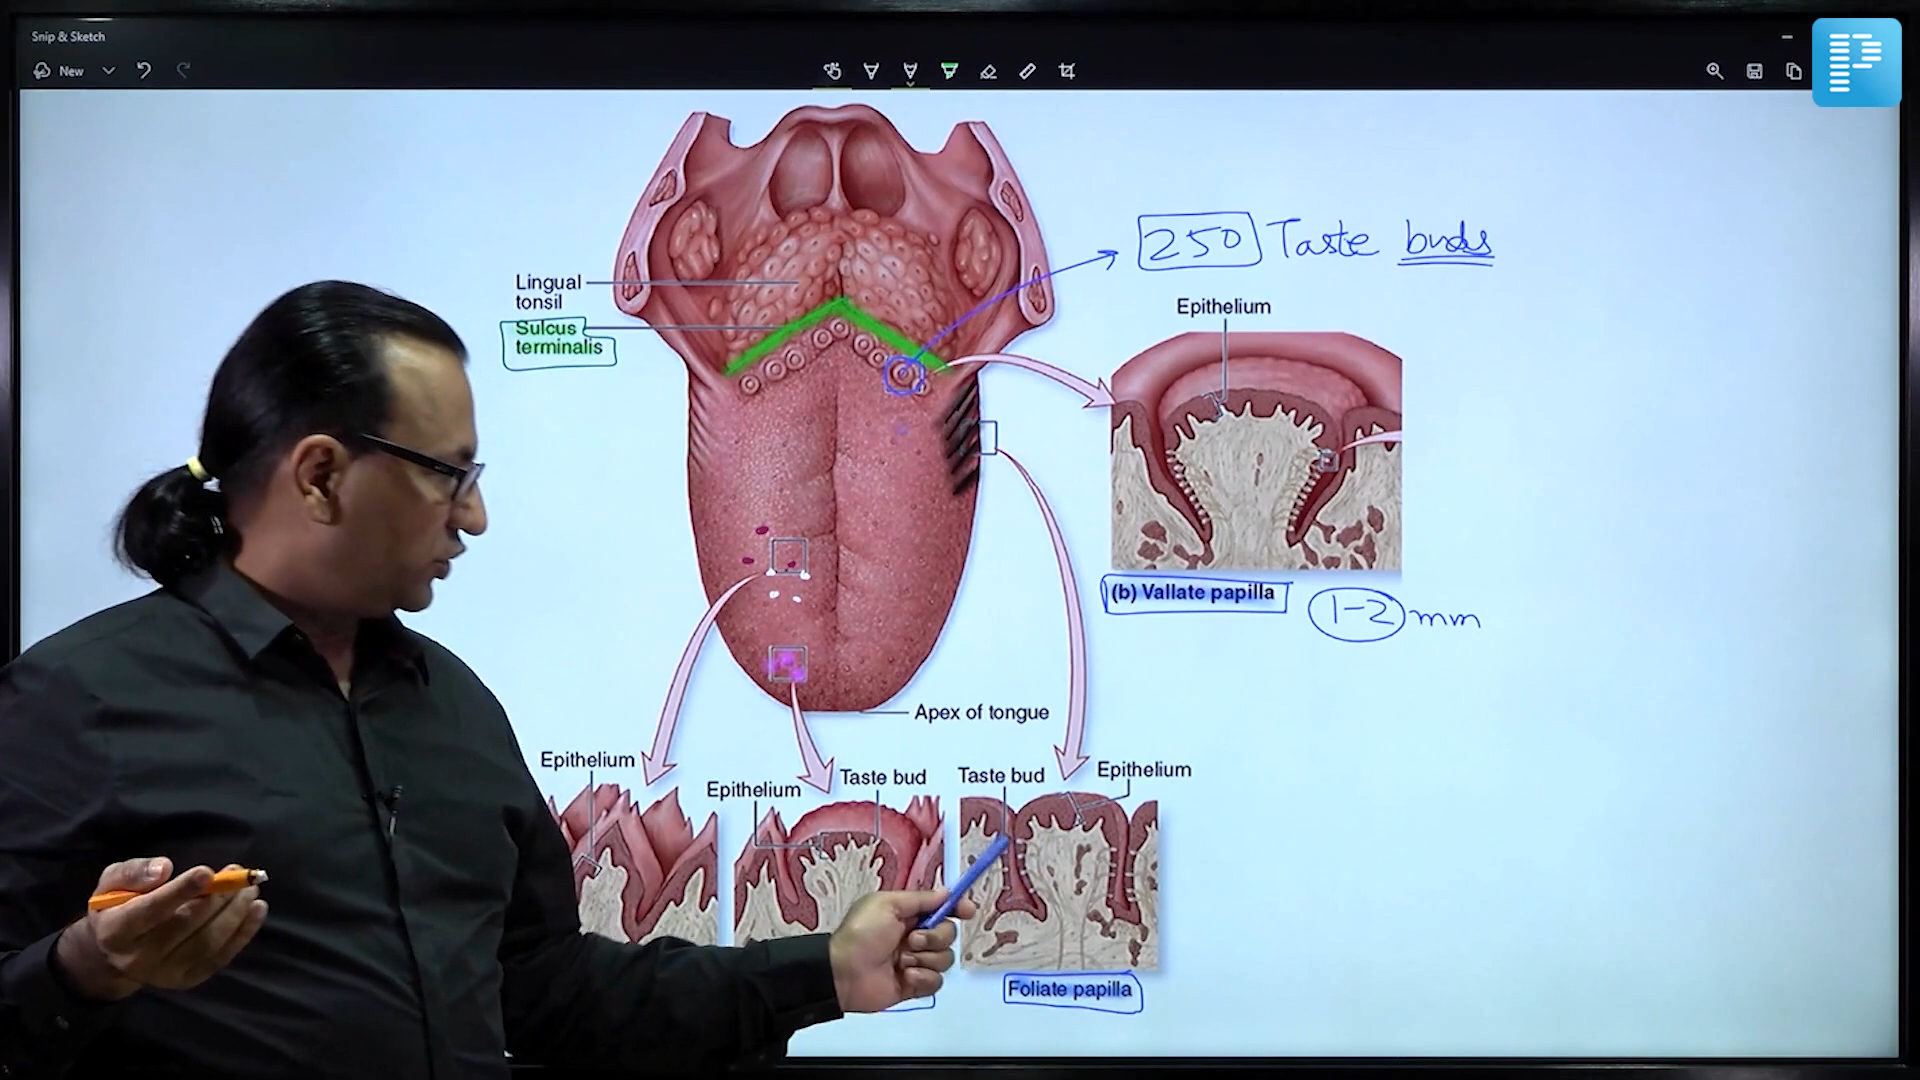 Snip & Sketch
New
250 Taste buds
Lingual
tonsil
Sulcus
terminalis
Epithelium
(b) Vallate papilla
1-2 mm
Apex of tongue
Epithelium
Epithelium
Taste bud
Taste bud
Epithelium
Foliate papilla